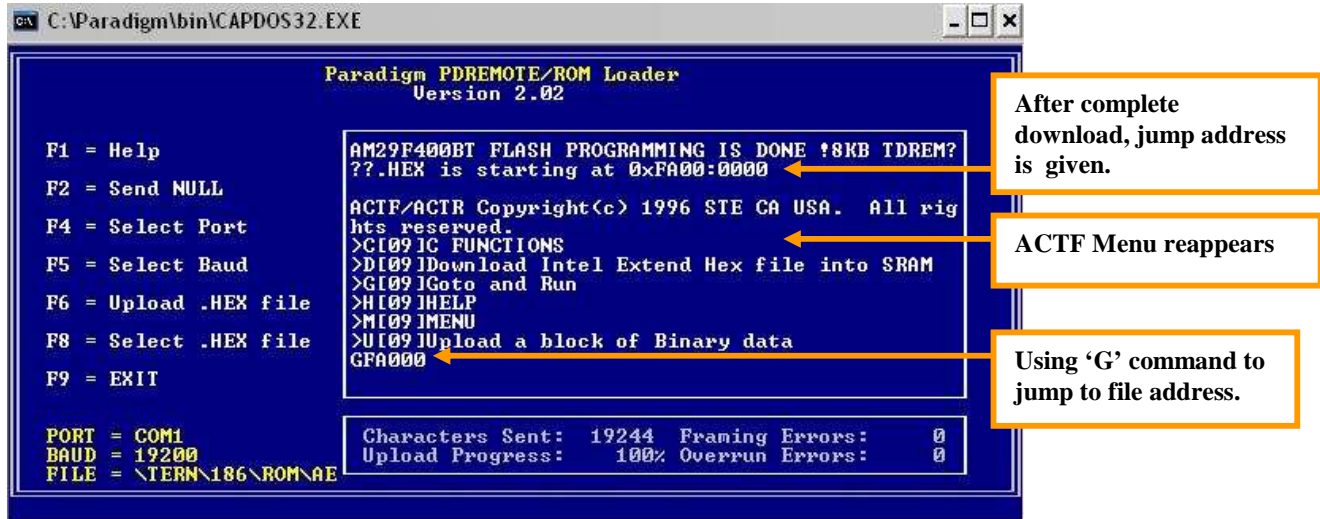 C:\Paradigm\bin\CAPDOS32.EXE
Paradigm PDREMOTE/ROM Loader
Version 2.02
F1 = Help
F2 = Send NULL
F4 = Select Port
F5 = Select Baud
F6 = Upload .HEX file
F8 = Select .HEX file
F9 = EXIT
AM29F400BT FLASH PROGRAMMING IS DONE !8KB TDREM?
??.HEX is starting at 0xFA00:0000
ACTF/ACTR Copyright(c) 1996 STE CA USA. All rig
hts reserved.
>C[09]C FUNCTIONS
>D[09]Download Intel Extend Hex file into SRAM
>G[09]Goto and Run
>H[09]HELP
>M[09]MENU
>U[09]Upload a block of Binary data
GFA000
PORT = COM1
BAUD = 19200
FILE = \TERN\186\ROM\AE
Characters Sent: 19244 Framing Errors: 0
Upload Progress: 100% Overrun Errors: 0
After complete
download, jump address
is given.
ACTF Menu reappears
Using ‘G’ command to
jump to file address.